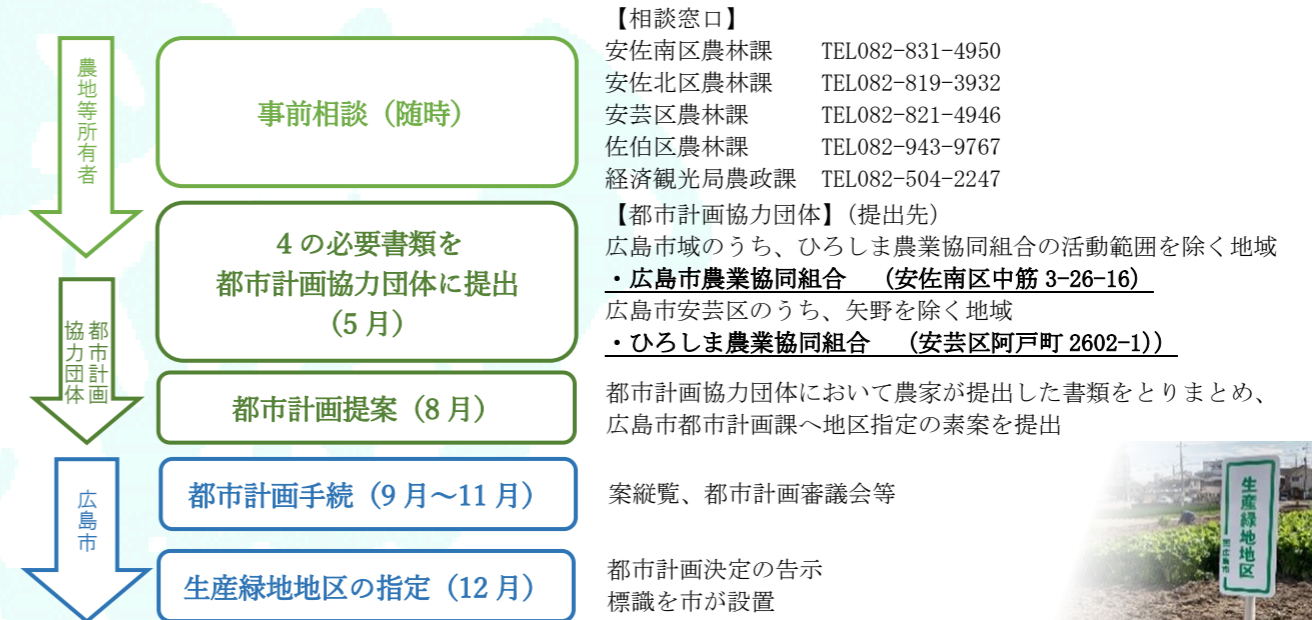 農地等所有者
事前相談（随時）
【相談窓口】
安佐南区農林課　　TEL082-831-4950
安佐北区農林課　　TEL082-819-3932
安芸区農林課　　　TEL082-821-4946
佐伯区農林課　　　TEL082-943-9767
経済観光局農政課　TEL082-504-2247
4の必要書類を
都市計画協力団体に提出
（5月）
【都市計画協力団体】（提出先）
広島市域のうち、ひろしま農業協同組合の活動範囲を除く地域
・広島市農業協同組合　（安佐南区中筋3-26-16）
広島市安芸区のうち、矢野を除く地域
・ひろしま農業協同組合　（安芸区阿戸町2602-1)）
都市計画
協力団体
都市計画提案（8月）
都市計画協力団体において農家が提出した書類をとりまとめ、
広島市都市計画課へ地区指定の素案を提出
広島市
都市計画手続（9月～11月）
案縦覧、都市計画審議会等
生産緑地地区の指定（12月）
都市計画決定の告示
標識を市が設置
生産緑地地区
広島市